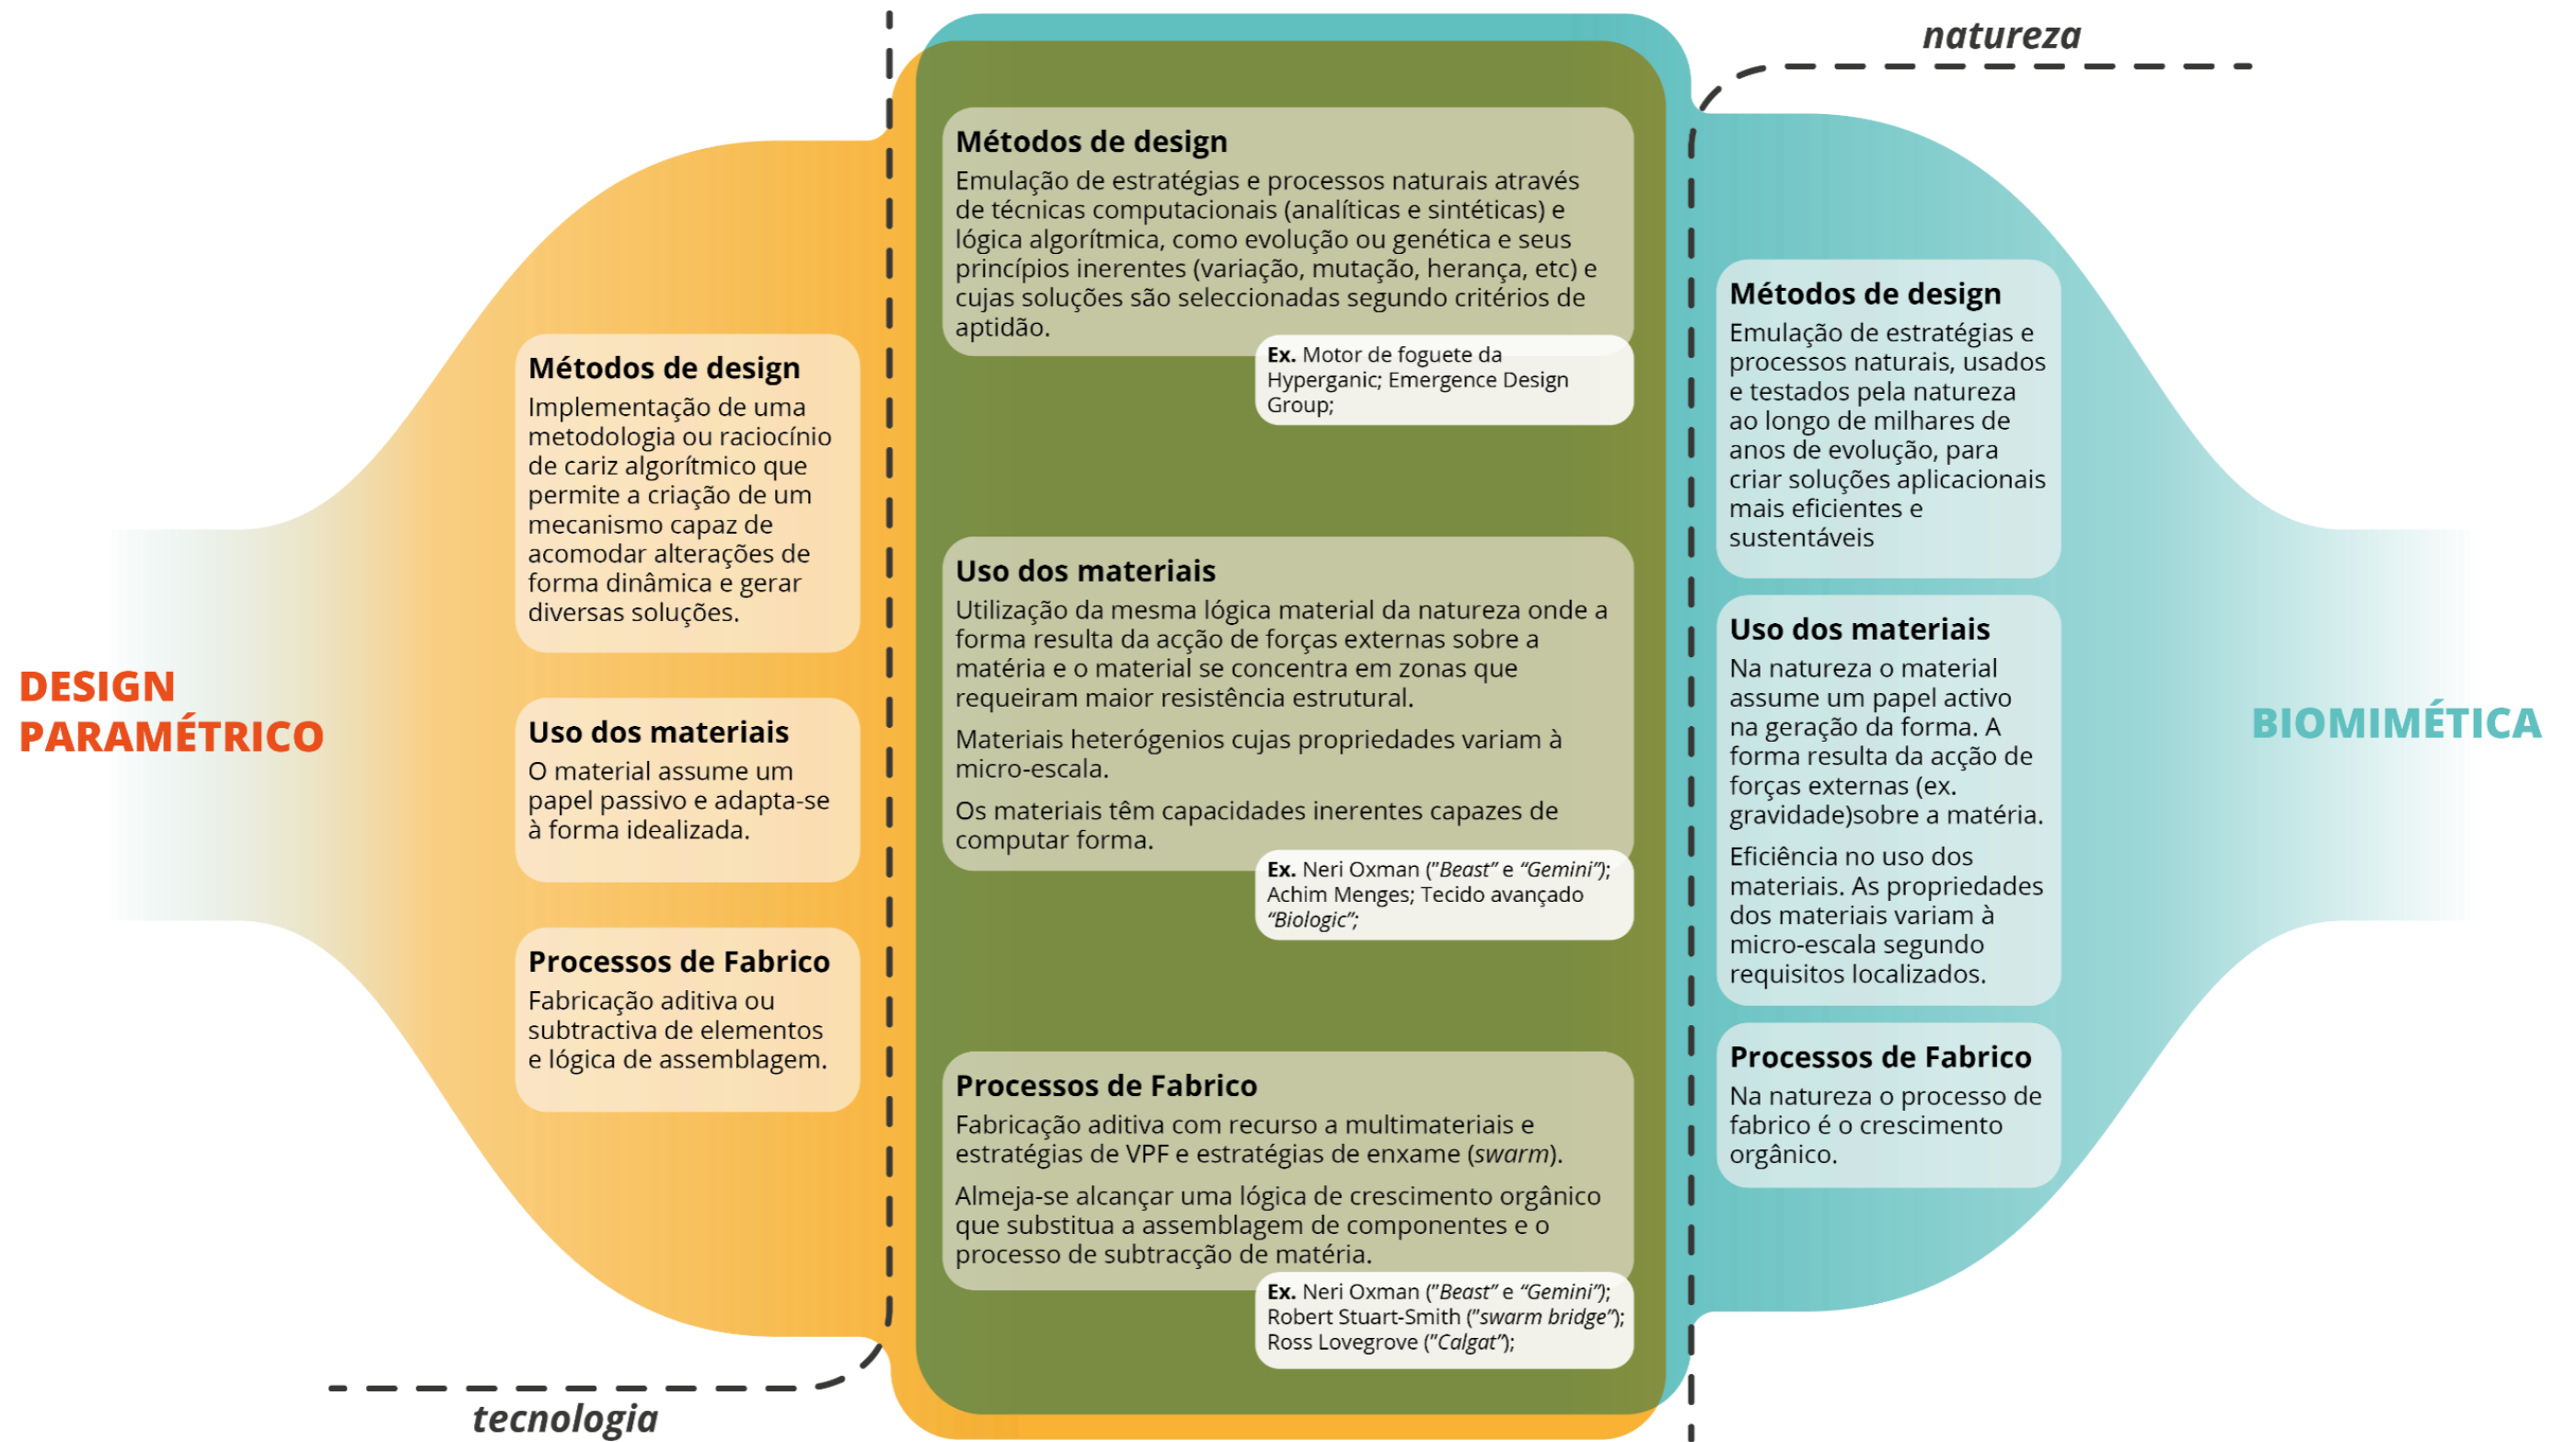 natureza
DESIGN
PARAMÉTRICO
Métodos de design
Implementação de uma
metodologia ou raciocínio
de cariz algorítmico que
permite a criação de um
mecanismo capaz de
acomodar alterações de
forma dinâmica e gerar
diversas soluções.
Uso dos materiais
O material assume um
papel passivo e adapta-se
à forma idealizada.
Processos de Fabrico
Fabricação aditiva ou
subtractiva de elementos
e lógica de assemblagem.
tecnologia
Métodos de design
Emulação de estratégias e processos naturais através
de técnicas computacionais (analíticas e sintéticas) e
lógica algorítmica, como evolução ou genética e seus
princípios inerentes (variação, mutação, herança, etc) e
cujas soluções são seleccionadas segundo critérios de
aptidão.
Ex. Motor de foguete da
Hyperganic; Emergence Design
Group;
Uso dos materiais
Utilização da mesma lógica material da natureza onde a
forma resulta da acção de forças externas sobre a
matéria e o material se concentra em zonas que
requeiram maior resistência estrutural.
Materiais heterógenios cujas propriedades variam à
micro-escala.
Os materiais têm capacidades inerentes capazes de
computar forma.
Ex. Neri Oxman ("Beast" e “Gemini”);
Achim Menges; Tecido avançado
“Biologic”;
Processos de Fabrico
Fabricação aditiva com recurso a multimateriais e
estratégias de VPF e estratégias de enxame (swarm).
Almeja-se alcançar uma lógica de crescimento orgânico
que substitua a assemblagem de componentes e o
processo de subtracção de matéria.
Ex. Neri Oxman ("Beast" e “Gemini”);
Robert Stuart-Smith ("swarm bridge");
Ross Lovegrove ("Calgat");
Métodos de design
Emulação de estratégias e
processos naturais, usados
e testados pela natureza
ao longo de milhares de
anos de evolução, para
criar soluções aplicacionais
mais eficientes e
sustentáveis
Uso dos materiais
Na natureza o material
assume um papel activo
na geração da forma. A
forma resulta da acção de
forças externas (ex.
gravidade)sobre a matéria.
Eficiência no uso dos
materiais. As propriedades
dos materiais variam à
micro-escala segundo
requisitos localizados.
Processos de Fabrico
Na natureza o processo de
fabrico é o crescimento
orgânico.
BIOMIMÉTICA